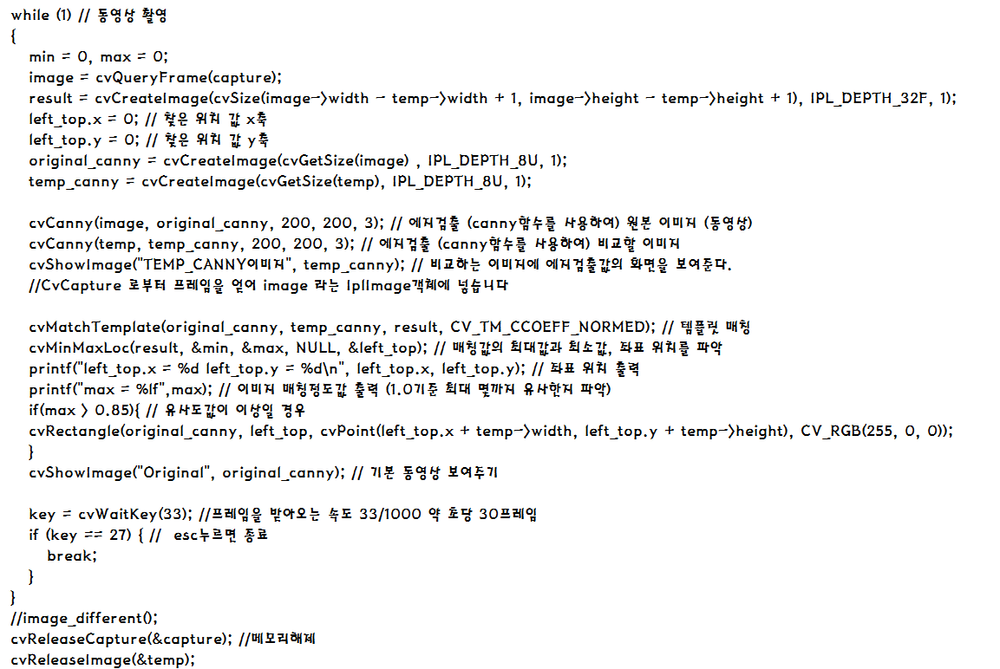 while (1) // 동영상 촬영
{
min = 0, max = 0;
image = cvQueryFrame(capture);
result = cvCreateImage(cvSize(image->width - temp->width + 1, image->height - temp->height + 1), IPL_DEPTH_32F, 1);
left_top.x = 0; // 찾은 위치 값 x축
left_top.y = 0; // 찾은 위치 값 y축
original_canny = cvCreateImage(cvGetSize(image) , IPL_DEPTH_8U, 1);
temp_canny = cvCreateImage(cvGetSize(temp), IPL_DEPTH_8U, 1);
cvCanny(image, original_canny, 200, 200, 3); // 에지검출 (canny함수를 사용하여) 원본 이미지 (동영상)
cvCanny(temp, temp_canny, 200, 200, 3); // 에지검출 (canny함수를 사용하여) 비교할 이미지
cvShowImage("TEMP_CANNY이미지", temp_canny); // 비교하는 이미지에 에지검출값의 화면을 보여준다.
//CvCapture 로부터 프레임을 얻어 image 라는 IplImage객체에 넣습니다
cvMatchTemplate(original_canny, temp_canny, result, CV_TM_CCOEFF_NORMED); // 템플릿 매칭
cvMinMaxLoc(result, &min, &max, NULL, &left_top); // 매칭값의 최대값과 최소값, 좌표 위치를 파악
printf("left_top.x = %d left_top.y = %d\n", left_top.x, left_top.y); // 좌표 위치 출력
printf("max = %lf",max); // 이미지 매칭정도값 출력 (1.0기준 최대 몇까지 유사한지 파악)
if(max > 0.85){ // 유사도값이 이상일 경우
cvRectangle(original_canny, left_top, cvPoint(left_top.x + temp->width, left_top.y + temp->height), CV_RGB(255, 0, 0));
}
cvShowImage("Original", original_canny); // 기본 동영상 보여주기
key = cvWaitKey(33); //프레임을 받아오는 속도 33/1000 약 초당 30프레임
if (key == 27) { //  esc누르면 종료
break;
}
}
//image_different();
cvReleaseCapture(&capture); //메모리해제
cvReleaseImage(&temp);